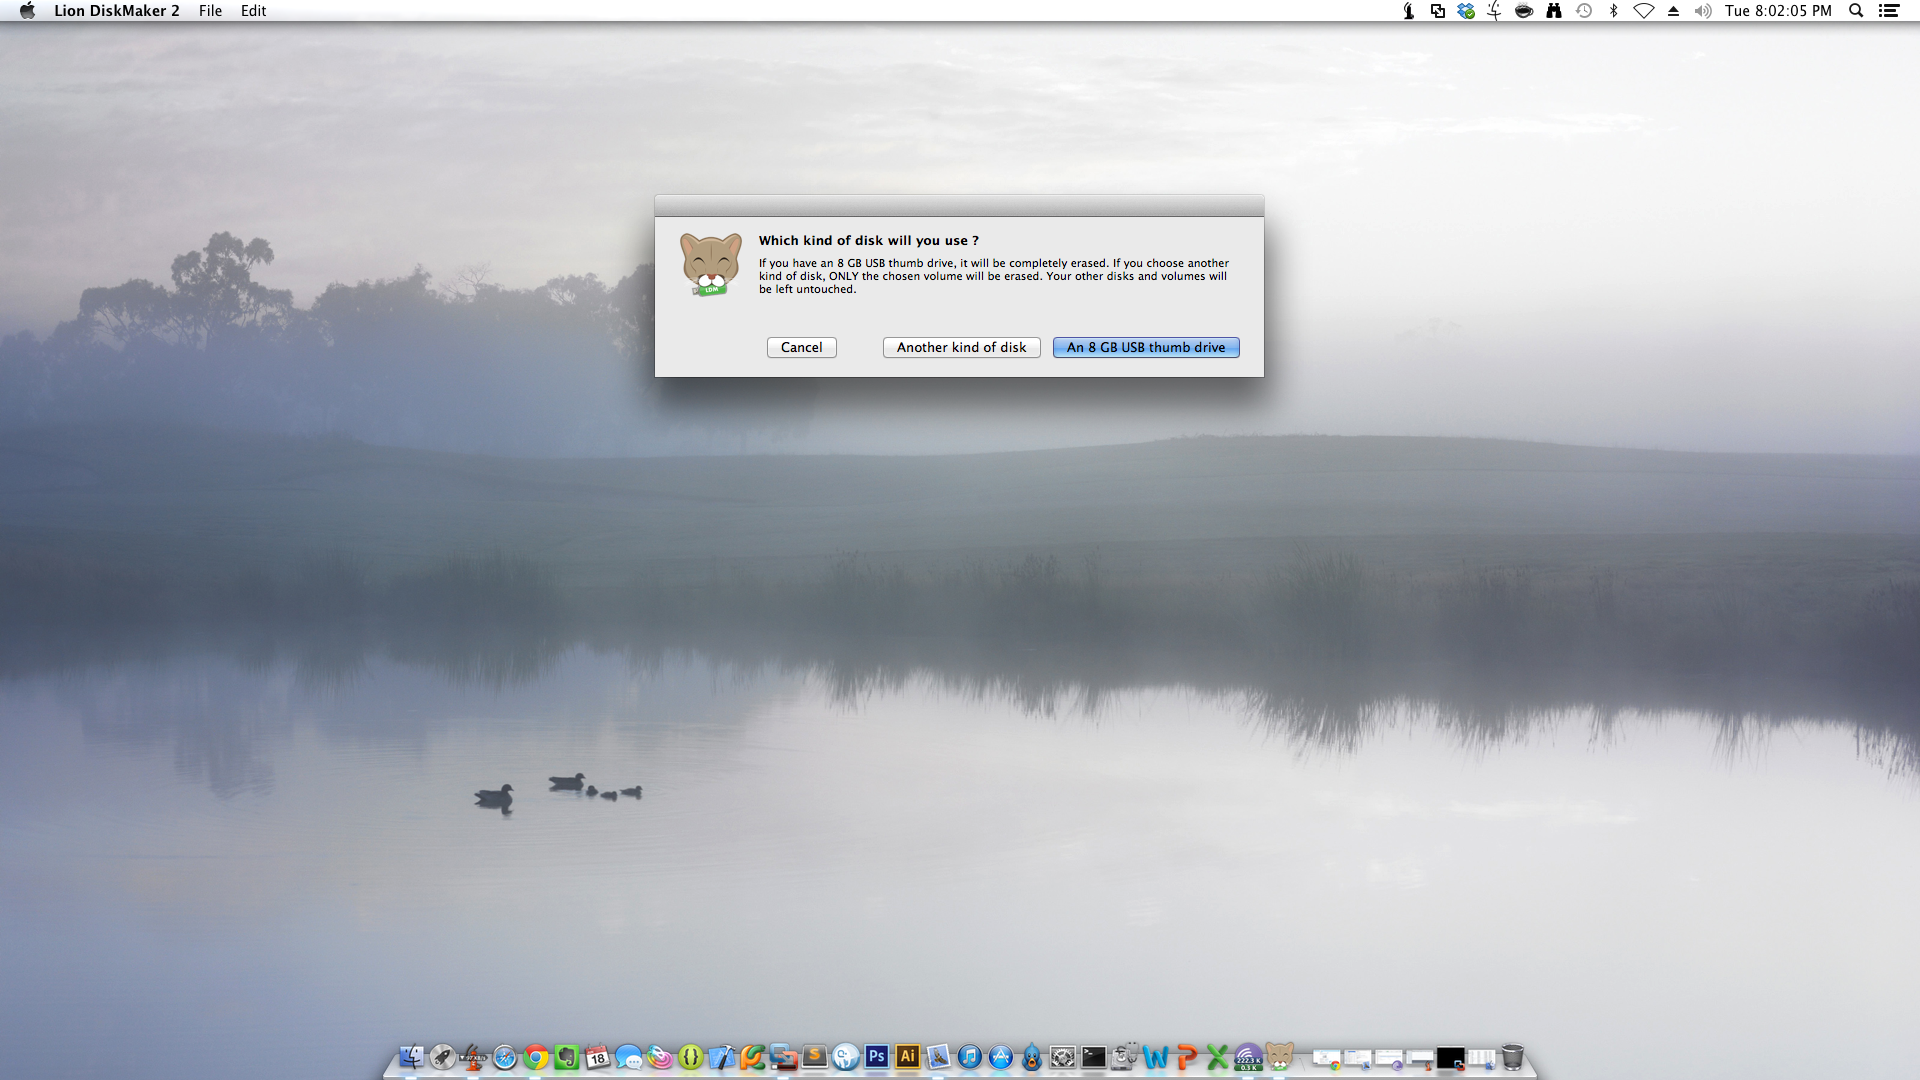 Lion DiskMaker 2 File Edit Tue 8:02:05 PM
Which kind of disk will you use ?
If you have an 8 GB USB thumb drive, it will be completely erased. If you choose another
kind of disk, ONLY the chosen volume will be erased. Your other disks and volumes will
be left untouched.
LDM
Cancel Another kind of disk An 8 GB USB thumb drive
18
S
Ps
Ai